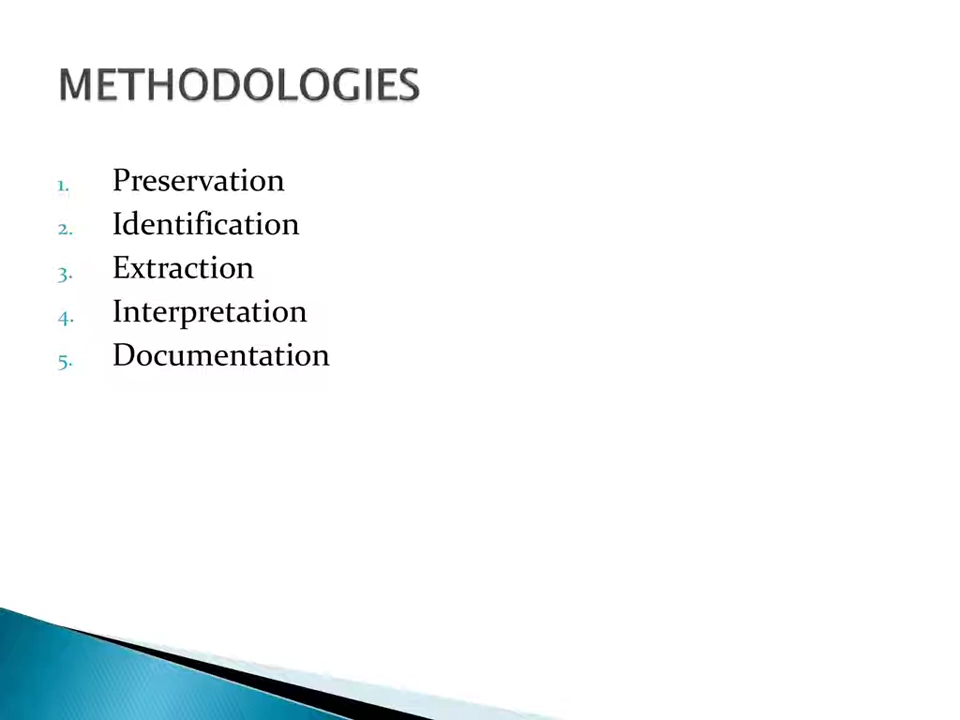 METHODOLOGIES
1. Preservation
2. Identification
3. Extraction
4. Interpretation
5. Documentation